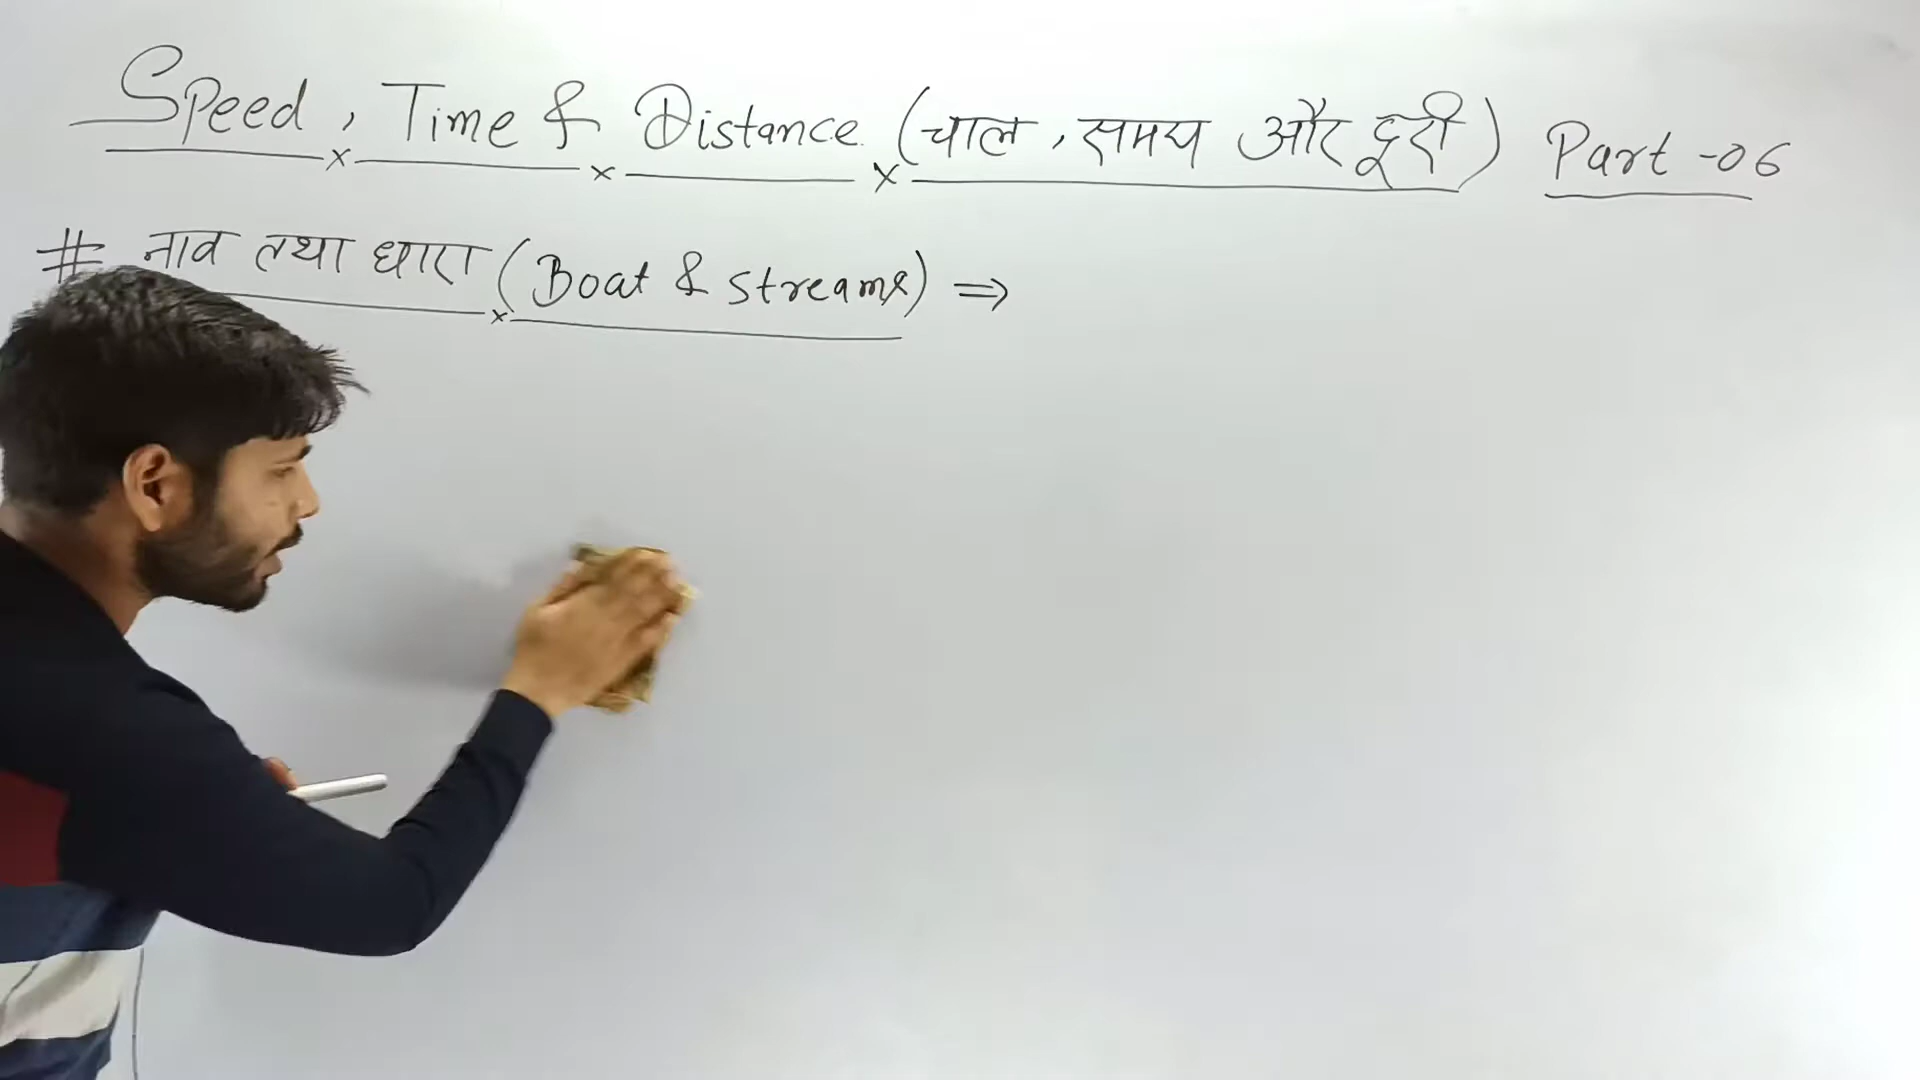 Speed, Time & Distance (चाल, समय और दूरी) Part -06
# नाव तथा धारा (Boat & streams) ⇒